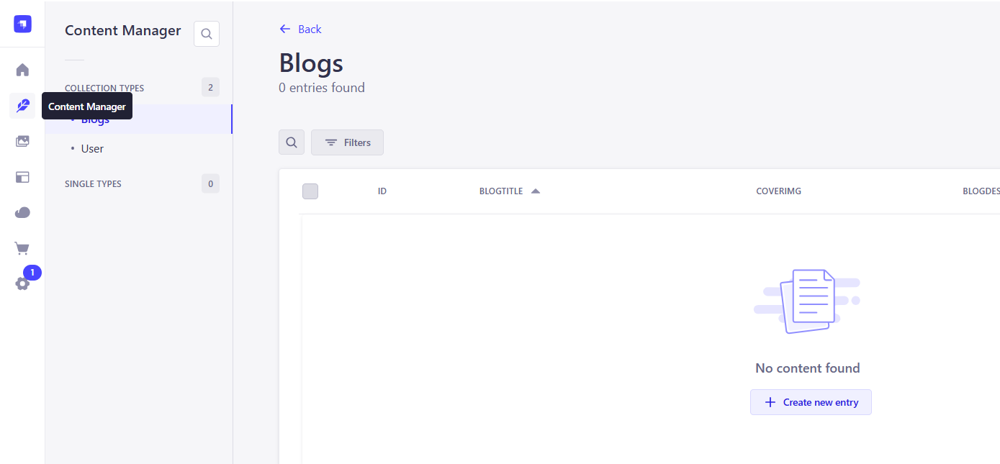 Content Manager
COLLECTION TYPES
2
Content Manager
Blogs
User
SINGLE TYPES
0
1
Back
Blogs
0 entries found
Filters
ID
BLOGTITLE
COVERIMG
BLOGDES
No content found
Create new entry